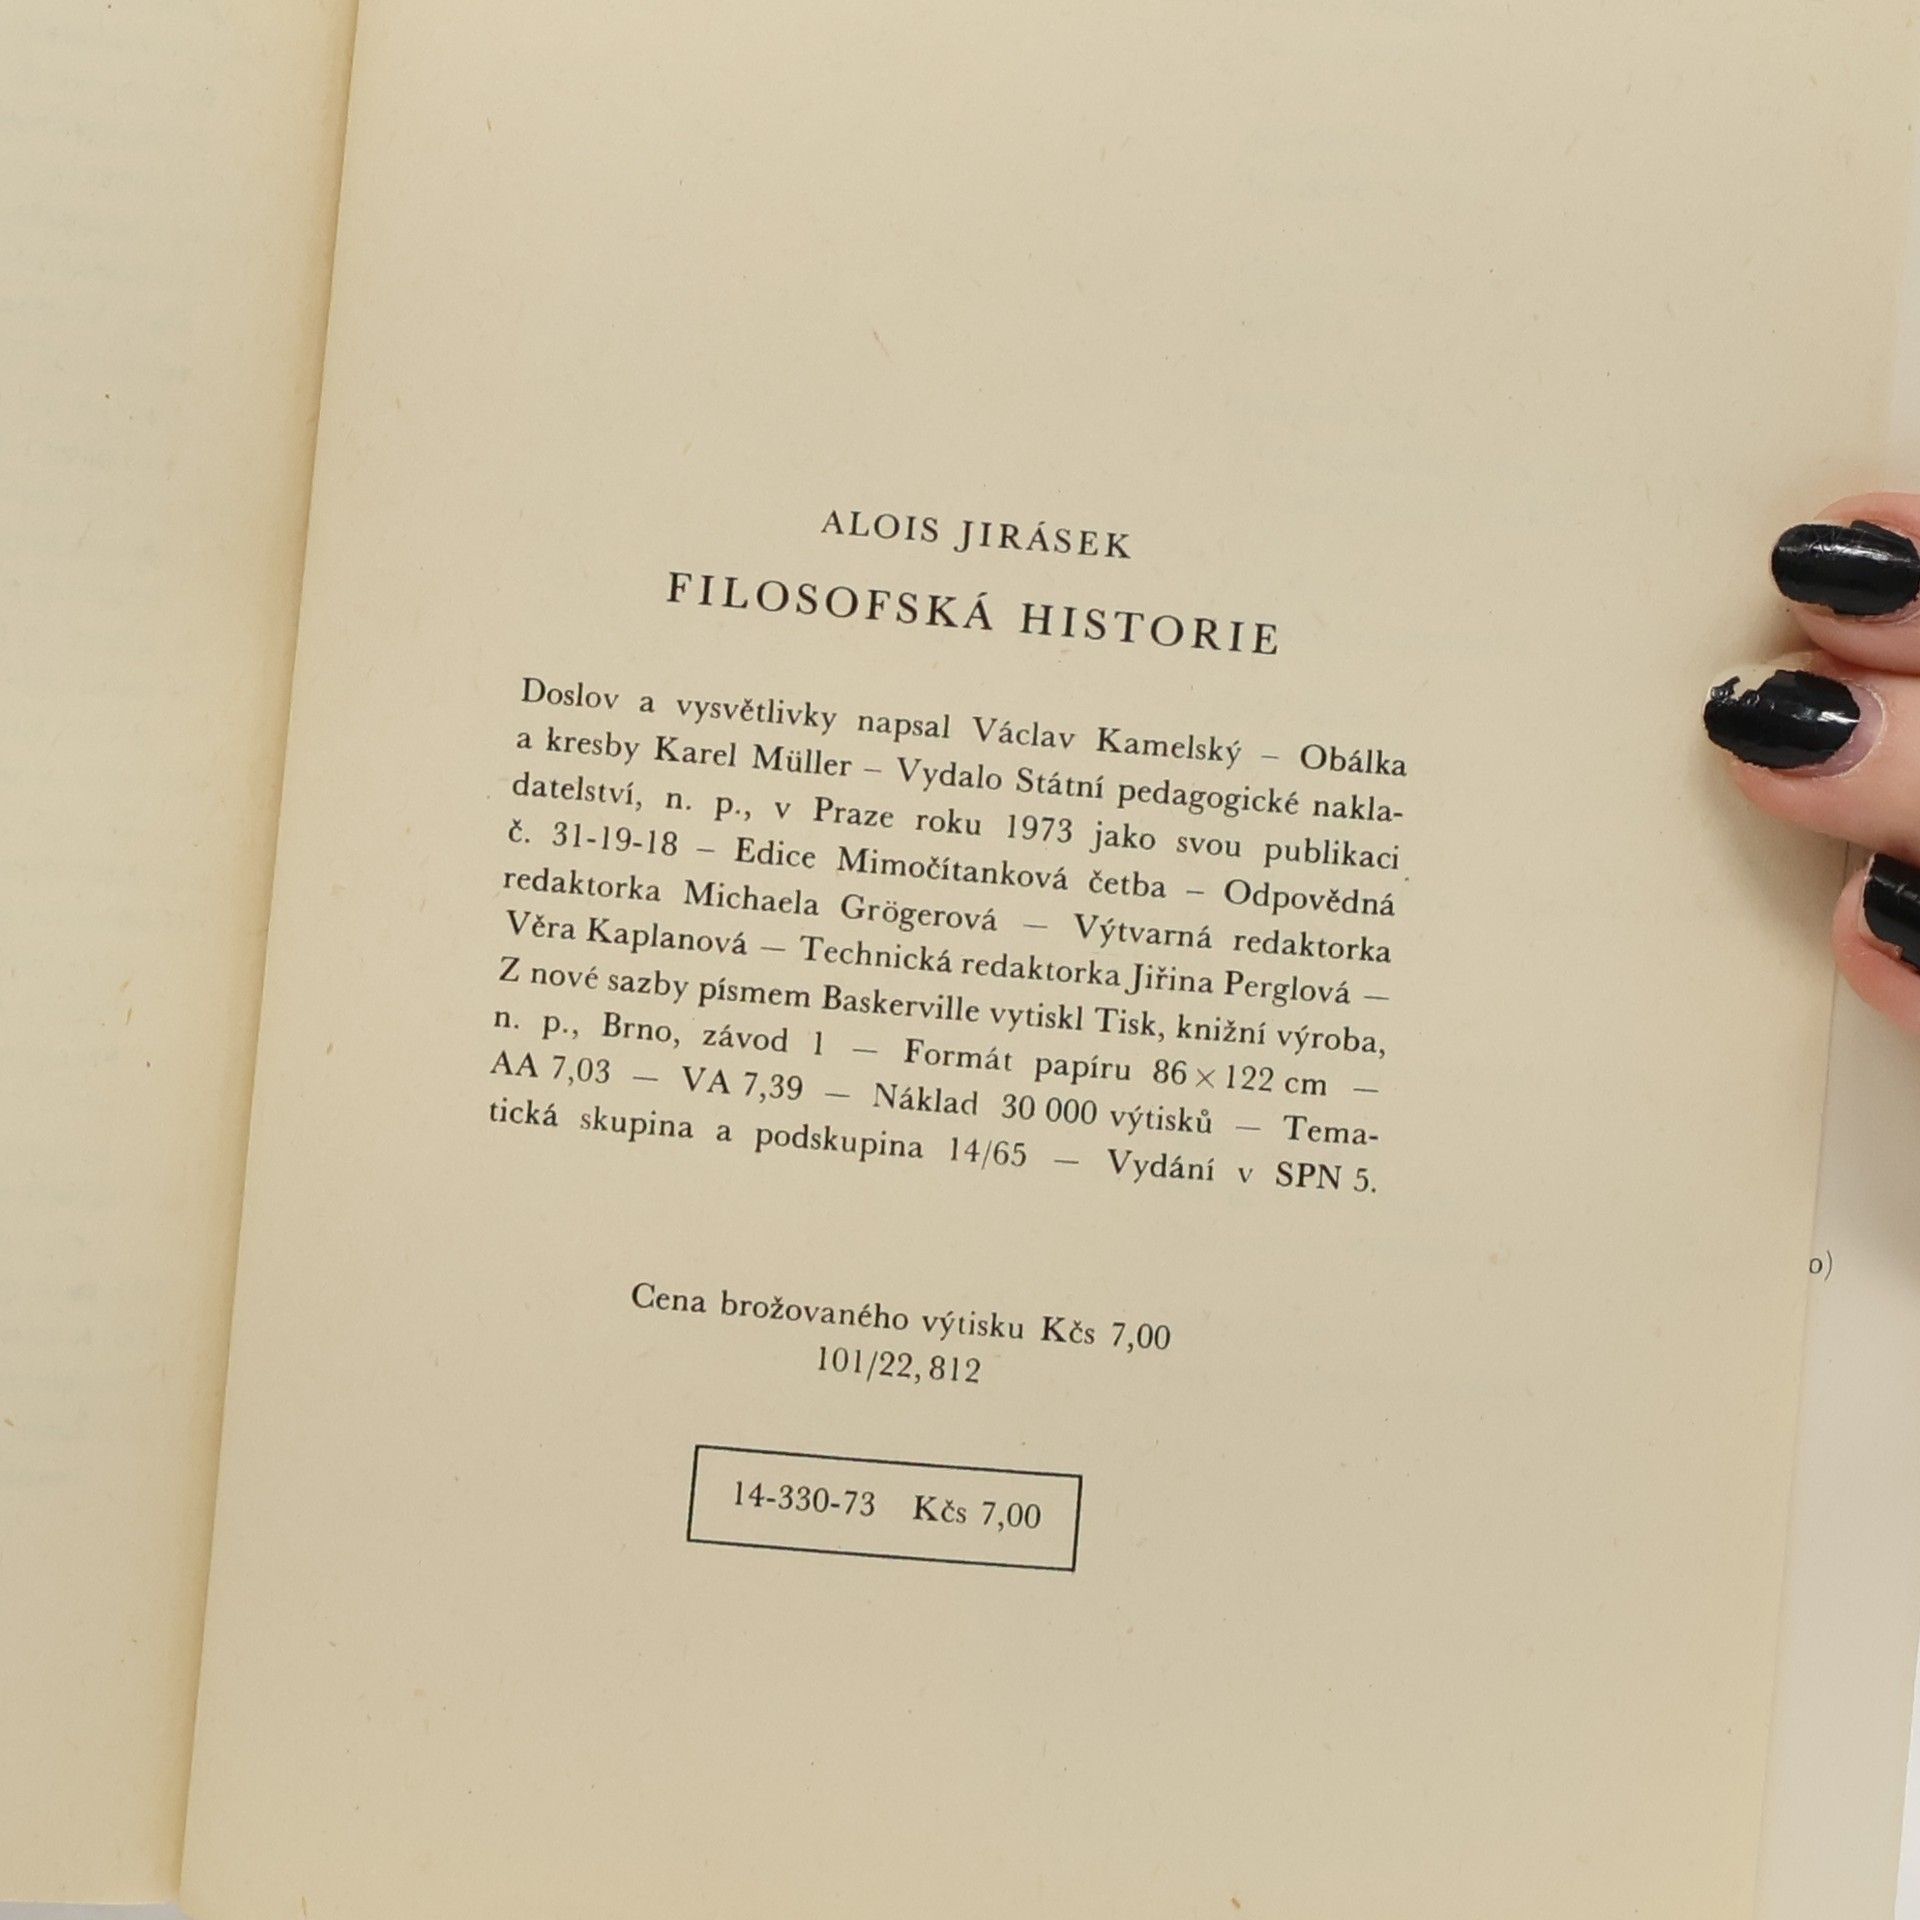 ALOIS JIRÁSEK
FILOSOFSKÁ HISTORIE
Doslov a vysvětlivky napsal Václav Kamelský – Obálka
a kresby Karel Müller – Vydalo Státní pedagogické nakla-
datelství, n. p., v Praze roku 1973 jako svou publikaci
č. 31-19-18 – Edice Mimočítanková četba – Odpovědná
redaktorka Michaela Grögerová — Výtvarná redaktorka
Věra Kaplanová — Technická redaktorka Jiřina Perglová —
Z nové sazby písmem Baskerville vytiskl Tisk, knižní výroba,
n. p., Brno, závod 1 — Formát papíru 86×122 cm —
AA 7,03 — VA 7,39 — Náklad 30 000 výtisků — Tema-
tická skupina a podskupina 14/65 — Vydání v SPN 5.
Cena brožovaného výtisku Kčs 7,00
101/22,812
14-330-73 Kčs 7,00
o)